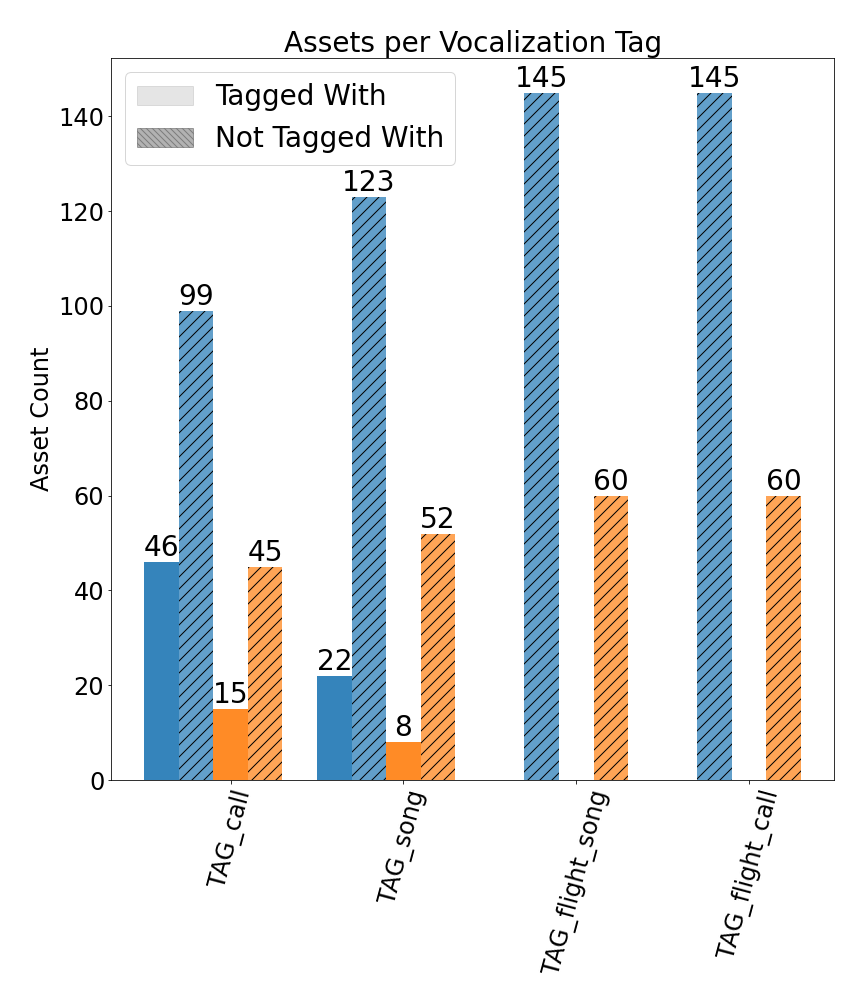 Assets per Vocalization Tag
Tagged With
Not Tagged With
Asset Count
140
120
100
80
60
40
20
0
46
99
15
45
22
123
8
52
145
60
145
60
TAG_call
TAG_song
TAG_flight_song
TAG_flight_call